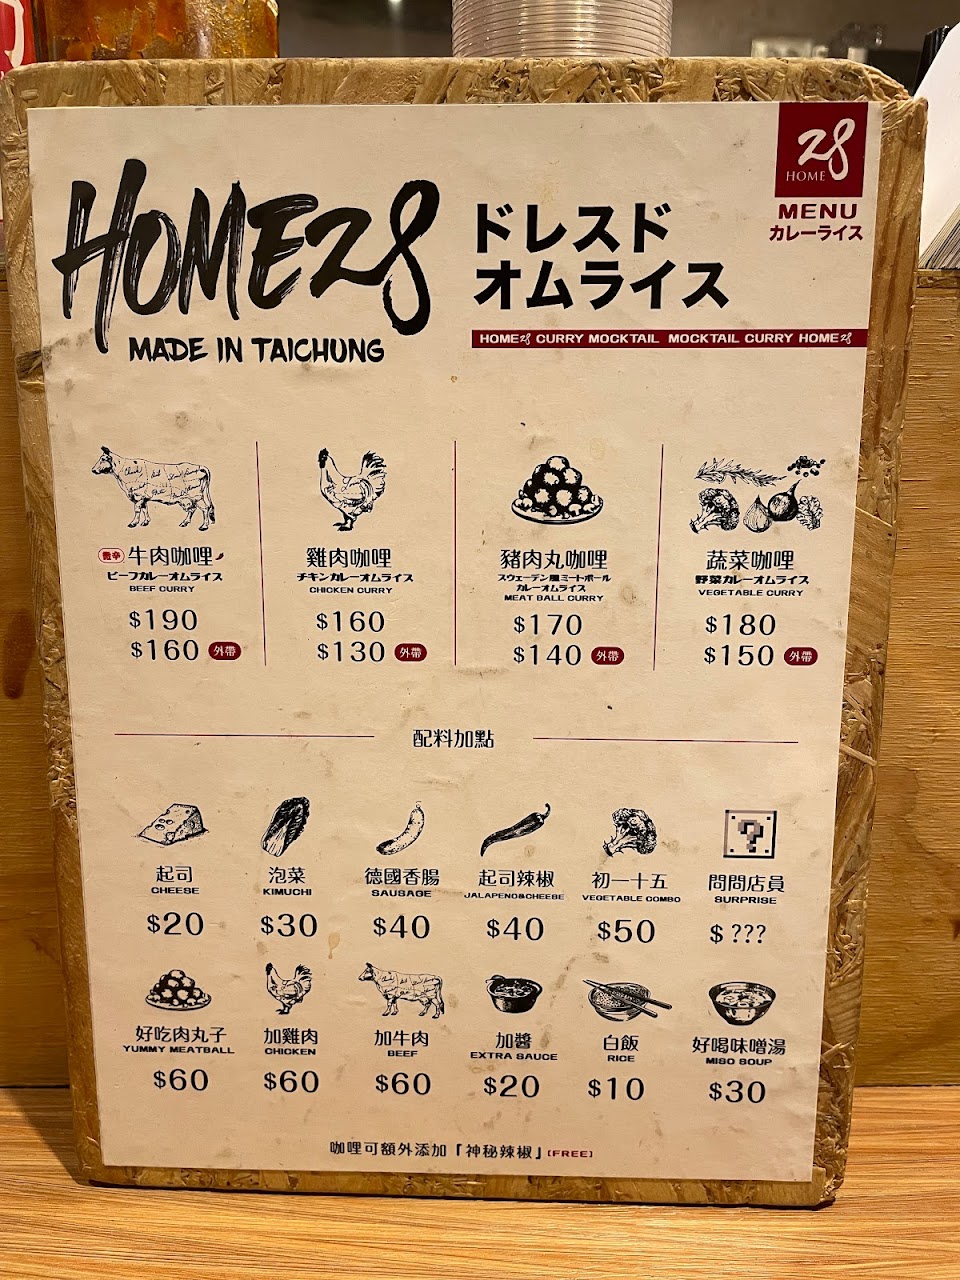 28
HOME
MENU
カレーライス
HOME28
MADE IN TAICHUNG
ドレスド
オムライス
HOME28 CURRY MOCKTAIL MOCKTAIL CURRY HOME28
微辛 牛肉咖哩
ビーフカレーオムライス
BEEF CURRY
$190
$160 外帶
雞肉咖哩
チキンカレーオムライス
CHICKEN CURRY
$160
$130 外帶
豬肉丸咖哩
スウェーデン風ミートボール
カレーオムライス
MEAT BALL CURRY
$170
$140 外帶
蔬菜咖哩
野菜カレーオムライス
VEGETABLE CURRY
$180
$150 外帶
配料加點
起司
CHEESE
$20
泡菜
KIMUCHI
$30
德國香腸
SAUSAGE
$40
起司辣椒
JALAPENO&CHEESE
$40
初一十五
VEGETABLE COMBO
$50
?
問問店員
SURPRISE
$ ???
好吃肉丸子
YUMMY MEATBALL
$60
加雞肉
CHICKEN
$60
加牛肉
BEEF
$60
加醬
EXTRA SAUCE
$20
白飯
RICE
$10
好喝味噌湯
MISO SOUP
$30
咖哩可額外添加「神秘辣椒」[FREE]